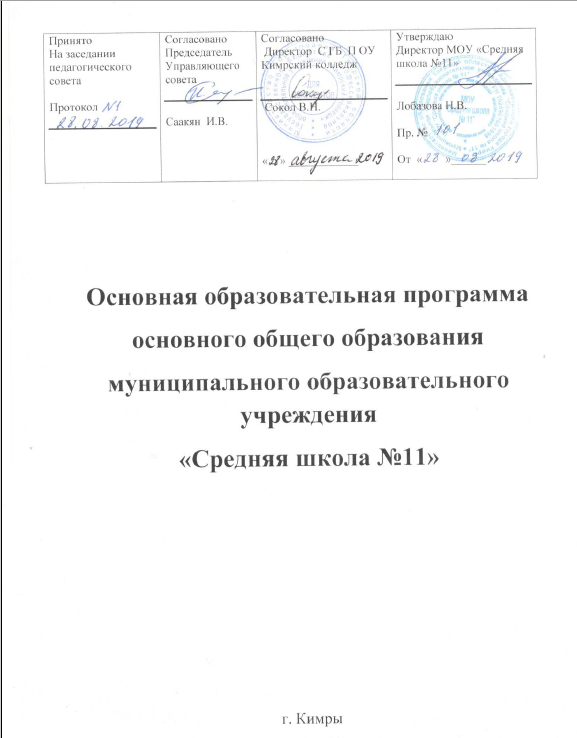 Принято
На заседании
педагогического
совета
Протокол №1
28.08 2019
Согласовано
Председатель
Управляющего
совета
Саакян И.В.
Согласовано
Директор С ГБ П ОУ
Кимрский колледж
Сокол В.И.
«28» августа 2019
Утверждаю
Директор МОУ «Средняя
школа №11»
Лобазова Н.В.
Пр. № 101
От «28 » 08 2019
Основная образовательная программа
основного общего образования
муниципального образовательного
учреждения
«Средняя школа №11»
г. Кимры